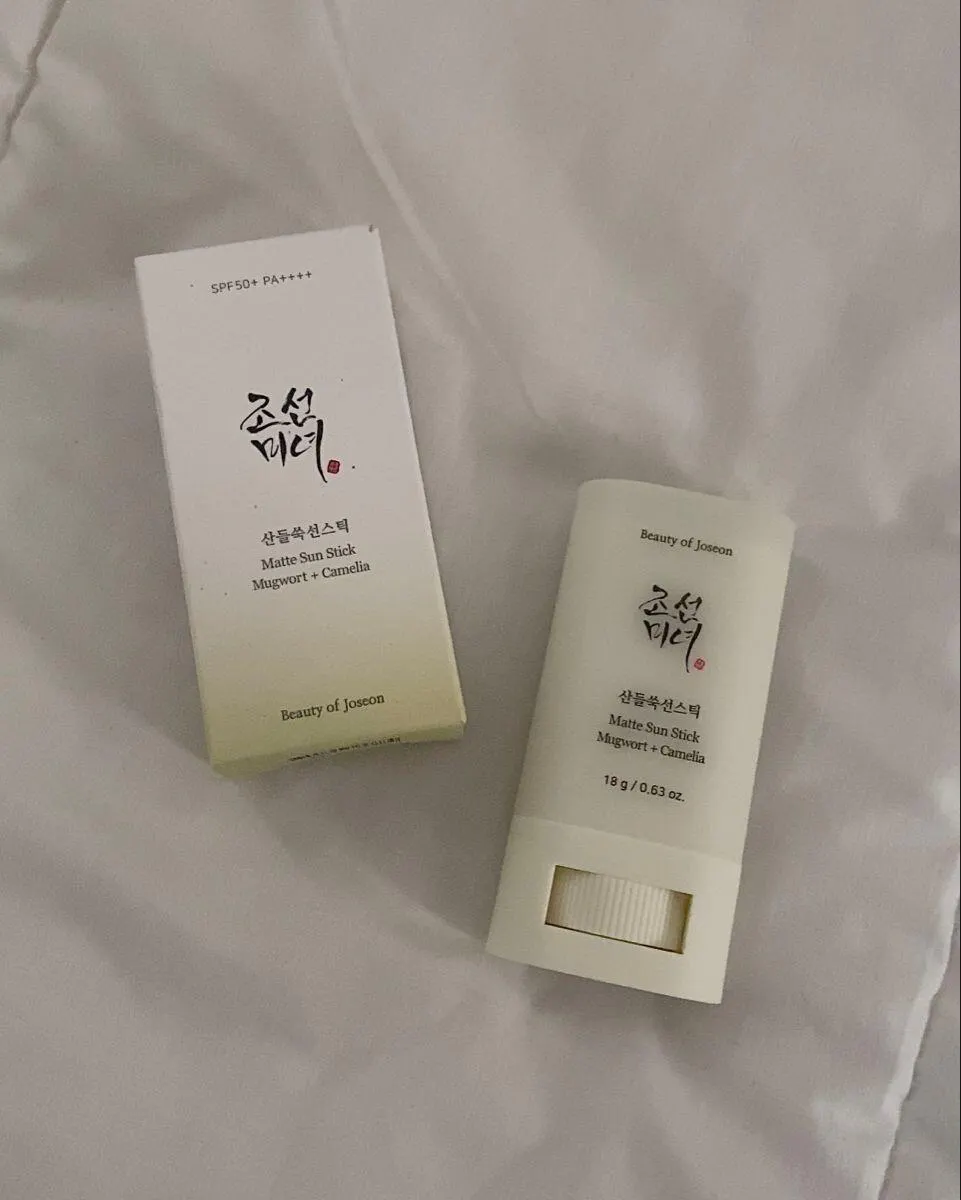 SPF50+ PA++++
조선
미녀
산들쑥선스틱
Matte Sun Stick
Mugwort + Camelia
Beauty of Joseon
Beauty of Joseon
조선
미녀
산들쑥선스틱
Matte Sun Stick
Mugwort + Camelia
18 g / 0.63 oz.